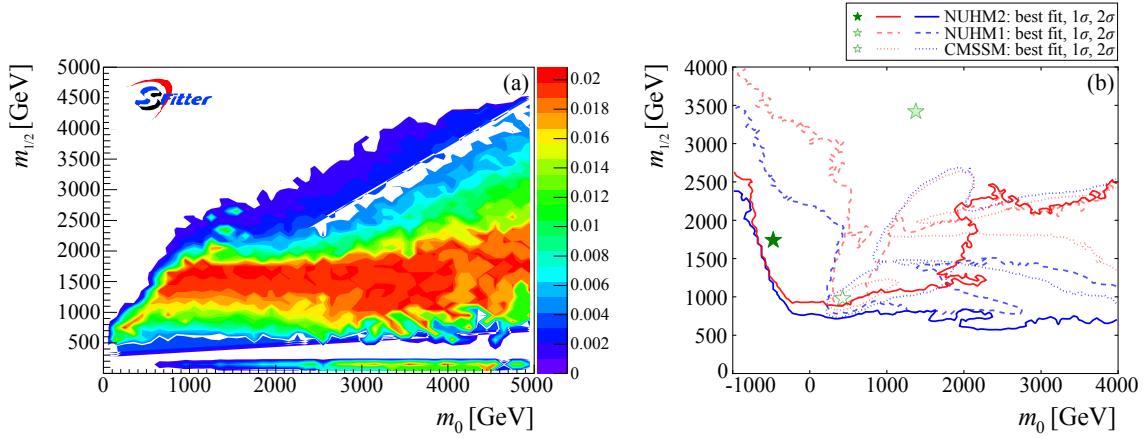 NUHM2: best fit, 1σ, 2σ
NUHM1: best fit, 1σ, 2σ
CMSSM: best fit, 1σ, 2σ
m1/2 [GeV]
5000
4500
4000
3500
3000
2500
2000
1500
1000
500
0
SFitter
(a)
0 1000 2000 3000 4000 5000
m0 [GeV]
0.02
0.018
0.016
0.014
0.012
0.01
0.008
0.006
0.004
0.002
0
m1/2 [GeV]
4000
3500
3000
2500
2000
1500
1000
500
0
(b)
-1000 0 1000 2000 3000 4000
m0 [GeV]